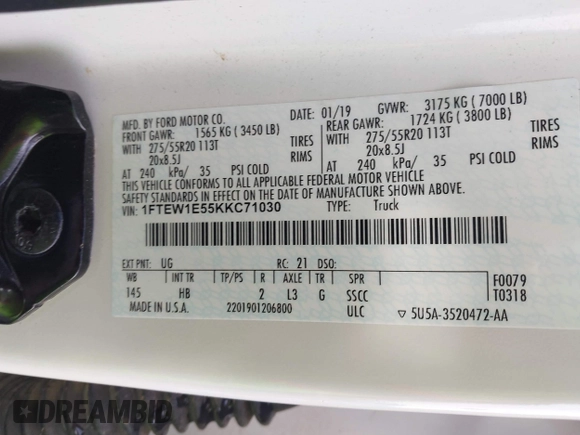 MFD. BY FORD MOTOR CO.
DATE: 01/19 GVWR: 3175 KG ( 7000 LB)
FRONT GAWR: 1565 KG ( 3450 LB) REAR GAWR: 1724 KG ( 3800 LB)
WITH 275/55R20 113T TIRES WITH 275/55R20 113T TIRES
20x8.5J RIMS 20x8.5J RIMS
AT 240 kPa/ 35 PSI COLD AT 240 kPa/ 35 PSI COLD
THIS VEHICLE CONFORMS TO ALL APPLICABLE FEDERAL MOTOR VEHICLE
SAFETY STANDARDS IN EFFECT ON THE DATE OF MANUFACTURE SHOWN ABOVE.
VIN: 1FTEW1E55KKC71030 TYPE: Truck
EXT PNT: UG RC: 21 DSO:
WB INT TR TP/PS R AXLE TR SPR F0079
145 HB 2 L3 G SSCC T0318
MADE IN U.S.A. 2201901206800 ULC 5U5A-3520472-AA
DREAMBID